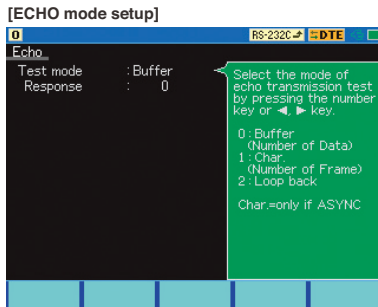 [ECHO mode setup]
0 RS-232C DTE
Echo
Test mode :Buffer
Response : 0
Select the mode of
echo transmission test
by pressing the number
key or ◄, ► key.
0:Buffer
(Number of Data)
1:Char.
(Number of Frame)
2:Loop back
Char.=only if ASYNC